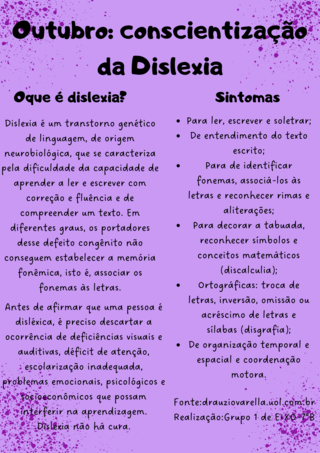 Outubro: conscientização
da Dislexia
Oque é dislexia?
Dislexia é um transtorno genético
de linguagem, de origem
neurobiológica, que se caracteriza
pela dificuldade da capacidade de
aprender a ler e escrever com
correção e fluência e de
compreender um texto. Em
diferentes graus, os portadores
desse defeito congênito não
conseguem estabelecer a memória
fonêmica, isto é, associar os
fonemas às letras.
Antes de afirmar que uma pessoa é
disléxica, é preciso descartar a
ocorrência de deficiências visuais e
auditivas, déficit de atenção,
escolarização inadequada,
problemas emocionais, psicológicos e
socioeconômicos que possam
interferir na aprendizagem.
Dislexia não há cura.
Sintomas
• Para ler, escrever e soletrar;
• De entendimento do texto
escrito;
• Para de identificar
fonemas, associá-los às
letras e reconhecer rimas e
aliterações;
• Para decorar a tabuada,
reconhecer símbolos e
conceitos matemáticos
(discalculia);
• Ortográficas: troca de
letras, inversão, omissão ou
acréscimo de letras e
sílabas (disgrafia);
• De organização temporal e
espacial e coordenação
motora.
Fonte:drauziovarella.uol.com.br
Realização:Grupo 1 de